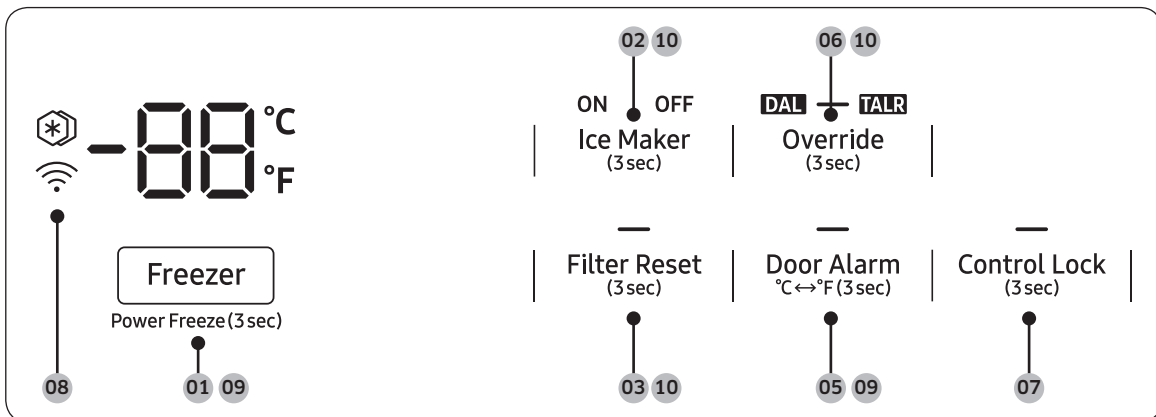 02 10
06 10
ON OFF
DAL TALR
Ice Maker
(3 sec)
Override
(3 sec)
-88 °C
°F
Freezer
Power Freeze (3 sec)
Filter Reset
(3 sec)
Door Alarm
°C↔°F (3 sec)
Control Lock
(3 sec)
08
01 09
03 10
05 09
07